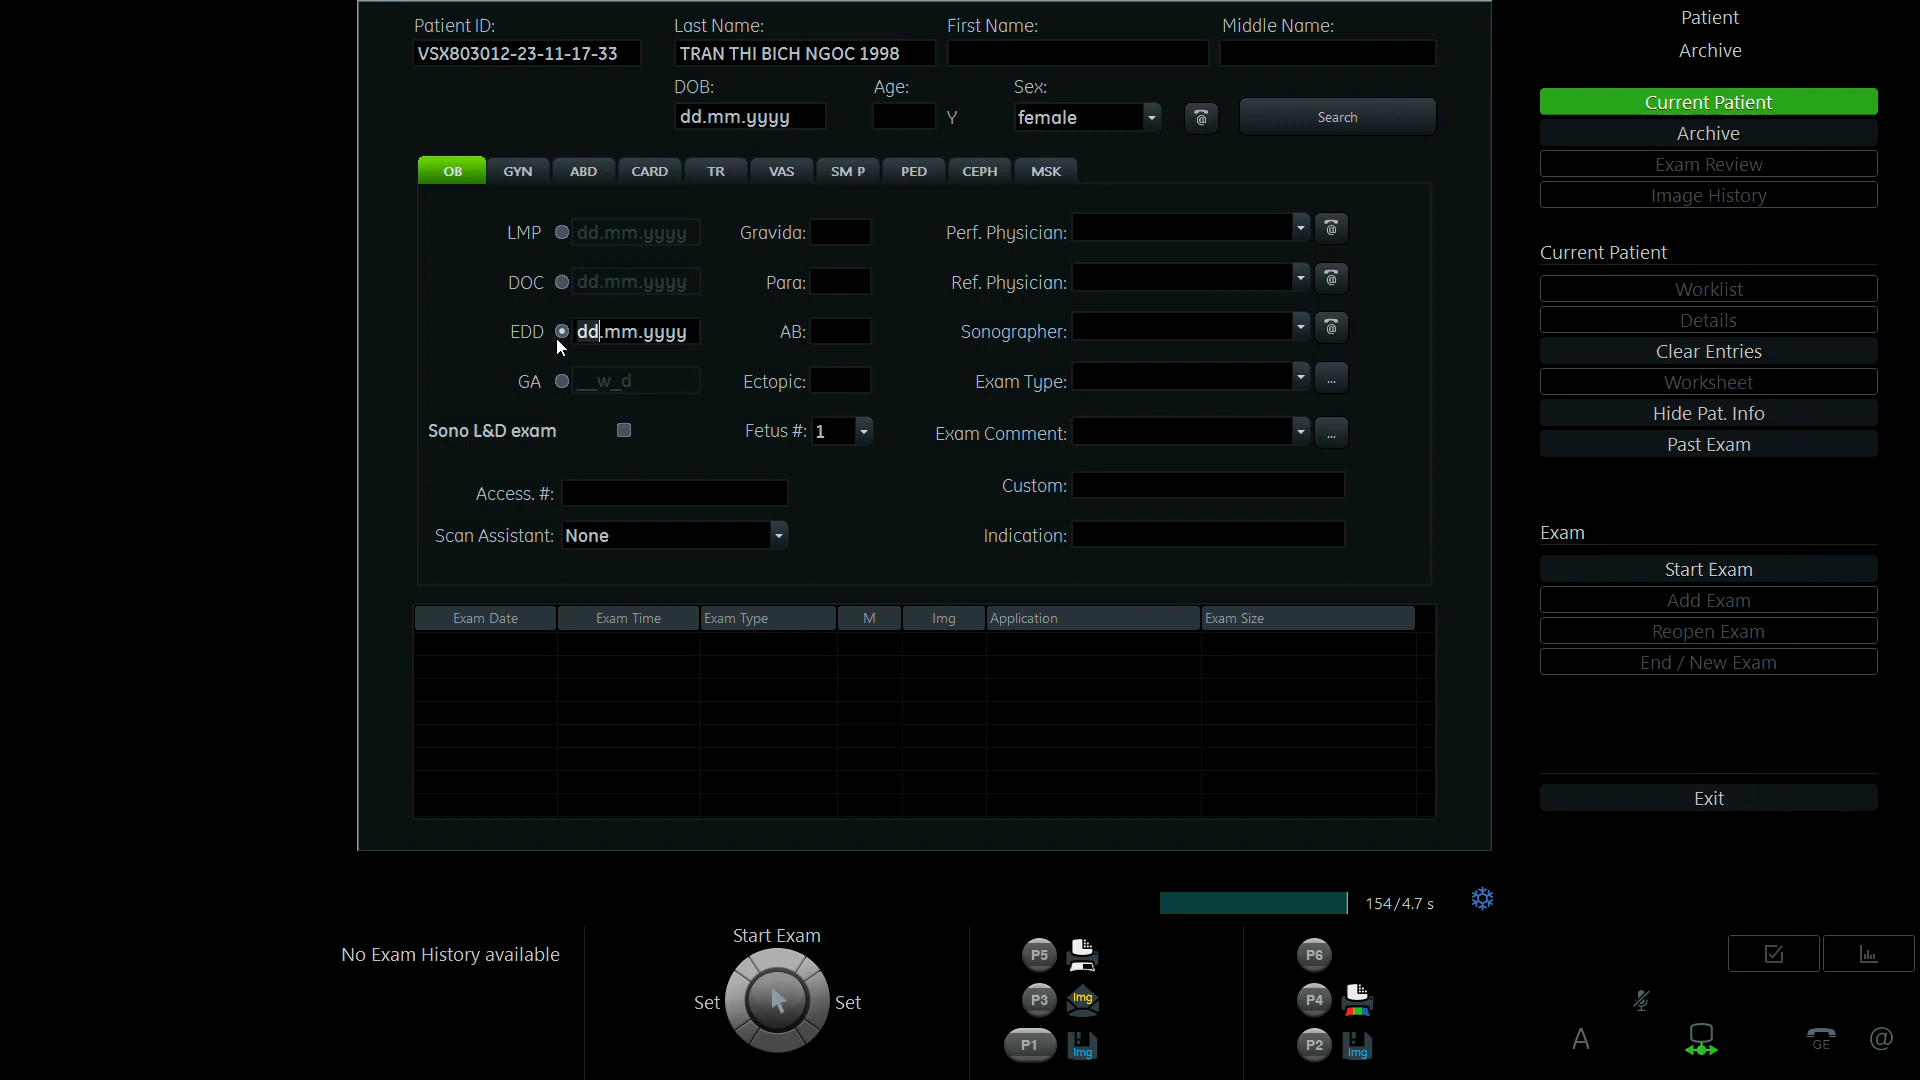 Patient ID: Last Name: First Name: Middle Name:
VSX803012-23-11-17-33 TRAN THI BICH NGOC 1998
DOB: Age: Sex:
dd.mm.yyyy Y female @ Search
OB GYN ABD CARD TR VAS SM P PED CEPH MSK
LMP dd.mm.yyyy Gravida: Perf. Physician: @
DOC dd.mm.yyyy Para: Ref. Physician: @
EDD dd.mm.yyyy AB: Sonographer: @
GA __w_d Ectopic: Exam Type: ...
Sono L&D exam Fetus #: 1 Exam Comment: ...
Custom:
Access. #:
Scan Assistant: None Indication:
Exam Date Exam Time Exam Type M Img Application Exam Size
154/4.7 s
No Exam History available
Start Exam
Set Set
P5
P3 Img
P1 Img
P6
P4
P2 Img
Patient
Archive
Current Patient
Archive
Exam Review
Image History
Current Patient
Worklist
Details
Clear Entries
Worksheet
Hide Pat. Info
Past Exam
Exam
Start Exam
Add Exam
Reopen Exam
End / New Exam
Exit
A GE @